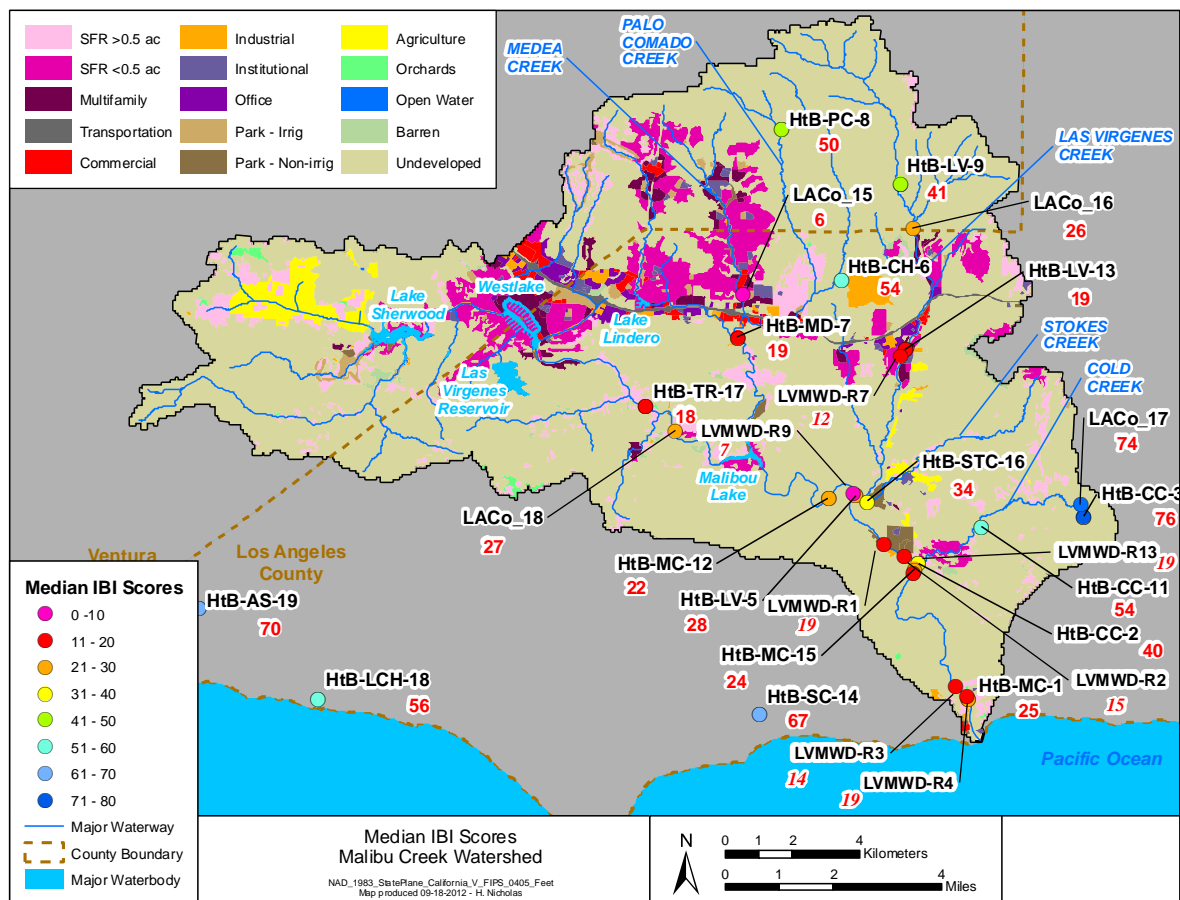 SFR >0.5 ac
SFR <0.5 ac
Multifamily
Transportation
Commercial
Industrial
Institutional
Office
Park - Irrig
Park - Non-irrig
Agriculture
Orchards
Open Water
Barren
Undeveloped
MEDEA
CREEK
PALO
COMADO
CREEK
LAS VIRGENES
CREEK
HtB-PC-8
50
HtB-LV-9
41
LACo_15
6
LACo_16
26
HtB-CH-6
54
HtB-LV-13
19
Westlake
Lake
Sherwood
Lake
Lindero
HtB-MD-7
19
STOKES
CREEK
COLD
CREEK
Las
Virgenes
Reservoir
HtB-TR-17
18
LVMWD-R7
12
LVMWD-R9
7
LACo_17
74
HtB-STC-16
34
Malibou
Lake
HtB-CC-3
76
LACo_18
27
Ventura
Los Angeles
County
HtB-MC-12
22
LVMWD-R13
19
HtB-CC-11
54
HtB-LV-5
28
LVMWD-R1
19
HtB-CC-2
40
HtB-MC-15
24
LVMWD-R2
15
HtB-AS-19
70
HtB-LCH-18
56
HtB-SC-14
67
HtB-MC-1
25
LVMWD-R3
14
LVMWD-R4
19
Pacific Ocean
Median IBI Scores
0 -10
11 - 20
21 - 30
31 - 40
41 - 50
51 - 60
61 - 70
71 - 80
Major Waterway
County Boundary
Major Waterbody
Median IBI Scores
Malibu Creek Watershed
NAD_1983_StatePlane_California_V_FIPS_0405_Feet
Map produced 09-18-2012 - H. Nicholas
N
0 1 2 4
Kilometers
0 1 2 4
Miles